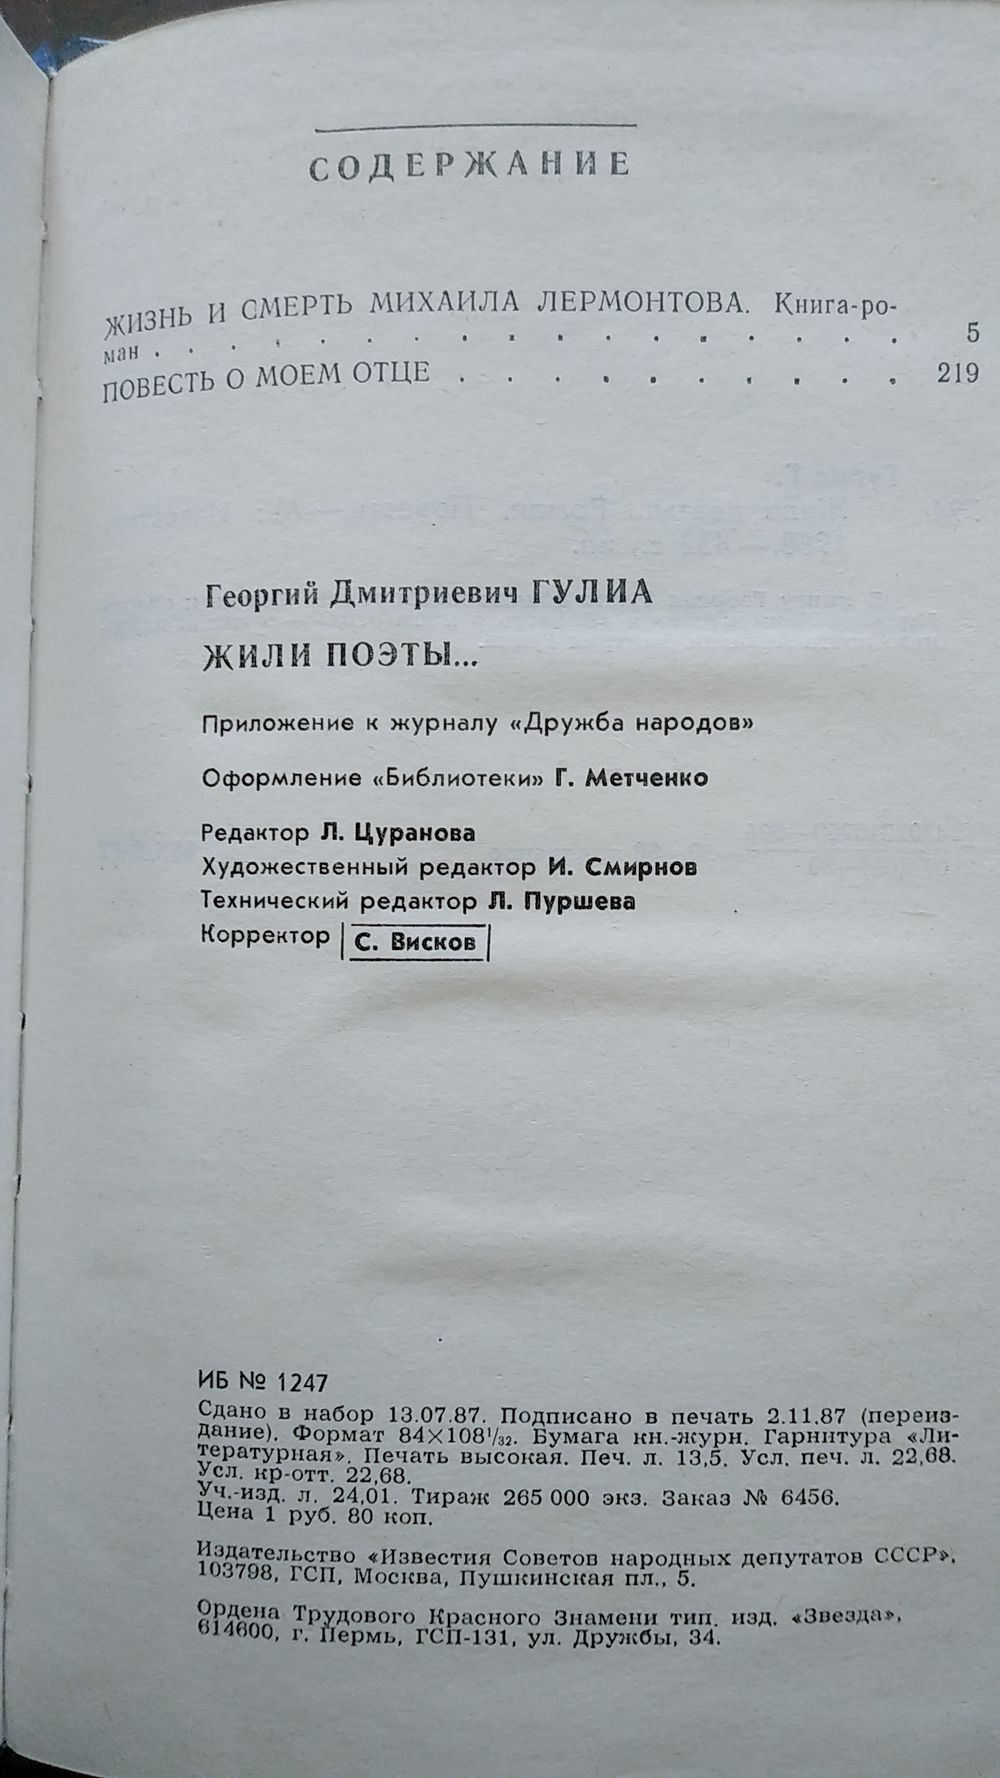 СОДЕРЖАНИЕ
ЖИЗНЬ И СМЕРТЬ МИХАИЛА ЛЕРМОНТОВА. Книга-ро-
ман . . . . . . . . . . . . . . . . . 5
ПОВЕСТЬ О МОЕМ ОТЦЕ . . . . . . . . . . 219
Георгий Дмитриевич ГУЛИА
ЖИЛИ ПОЭТЫ...
Приложение к журналу «Дружба народов»
Оформление «Библиотеки» Г. Метченко
Редактор Л. Цуранова
Художественный редактор И. Смирнов
Технический редактор Л. Пуршева
Корректор С. Висков
ИБ № 1247
Сдано в набор 13.07.87. Подписано в печать 2.11.87 (переиз-
дание). Формат 84×108¹/₃₂. Бумага кн.-журн. Гарнитура «Ли-
тературная». Печать высокая. Печ. л. 13,5. Усл. печ. л. 22,68.
Усл. кр-отт. 22,68.
Уч.-изд. л. 24,01. Тираж 265 000 экз. Заказ № 6456.
Цена 1 руб. 80 коп.
Издательство «Известия Советов народных депутатов СССР».
103798, ГСП, Москва, Пушкинская пл., 5.
Ордена Трудового Красного Знамени тип. изд. «Звезда»,
614600, г. Пермь, ГСП-131, ул. Дружбы, 34.